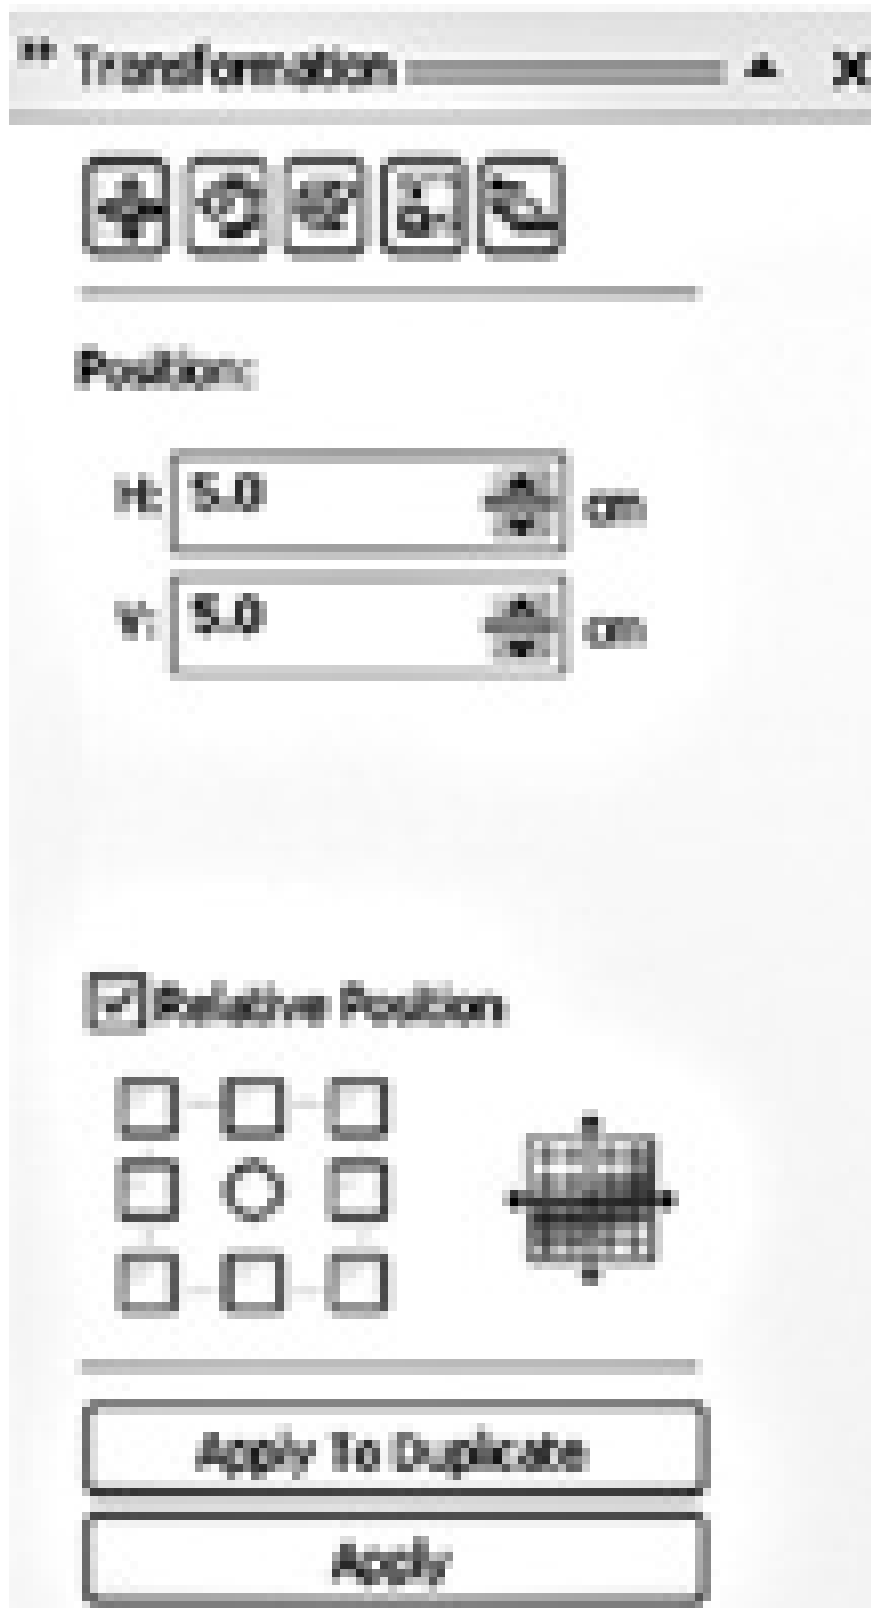 Transformation
Position:
H: 5.0 cm
V: 5.0 cm
Relative Position
Apply To Duplicate
Apply